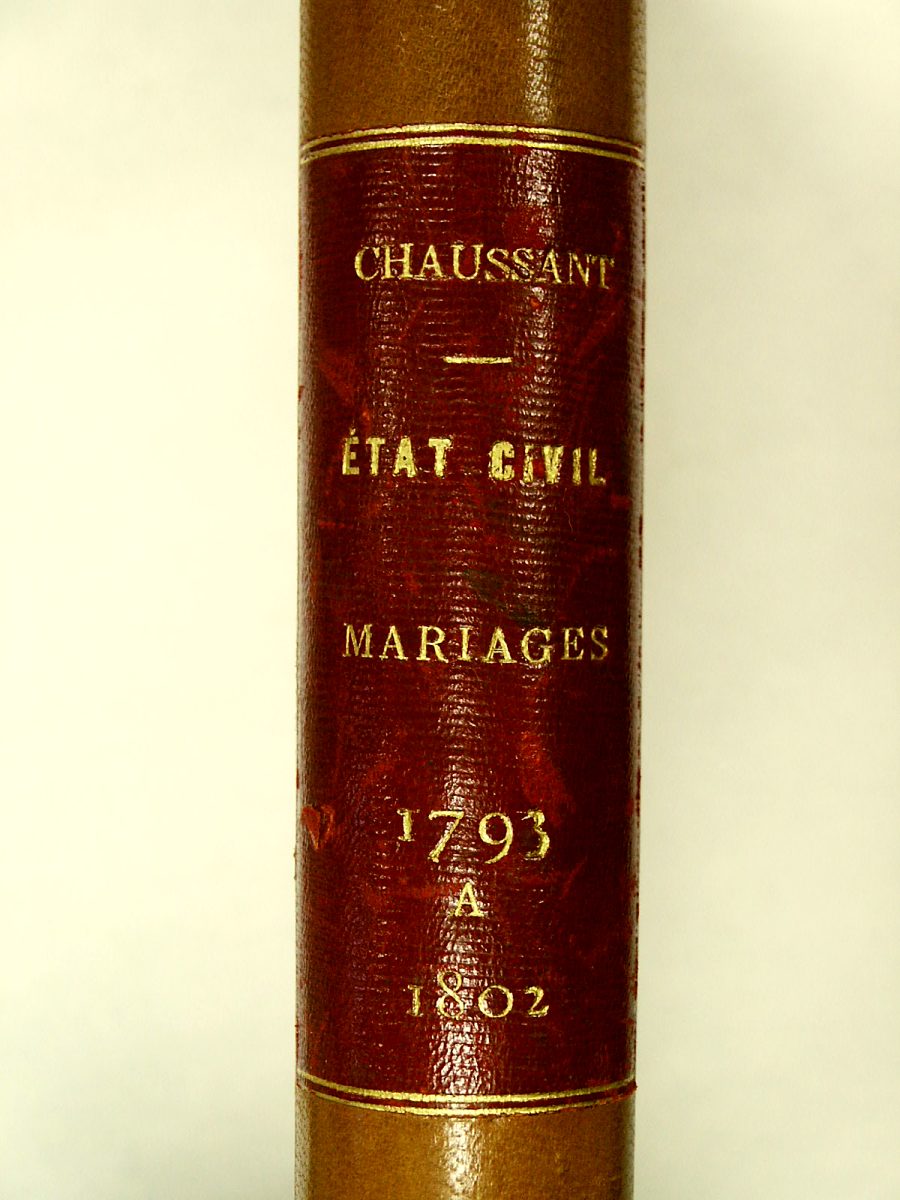 CHAUSSANT
ÉTAT CIVIL
MARIAGES
1793
A
1802